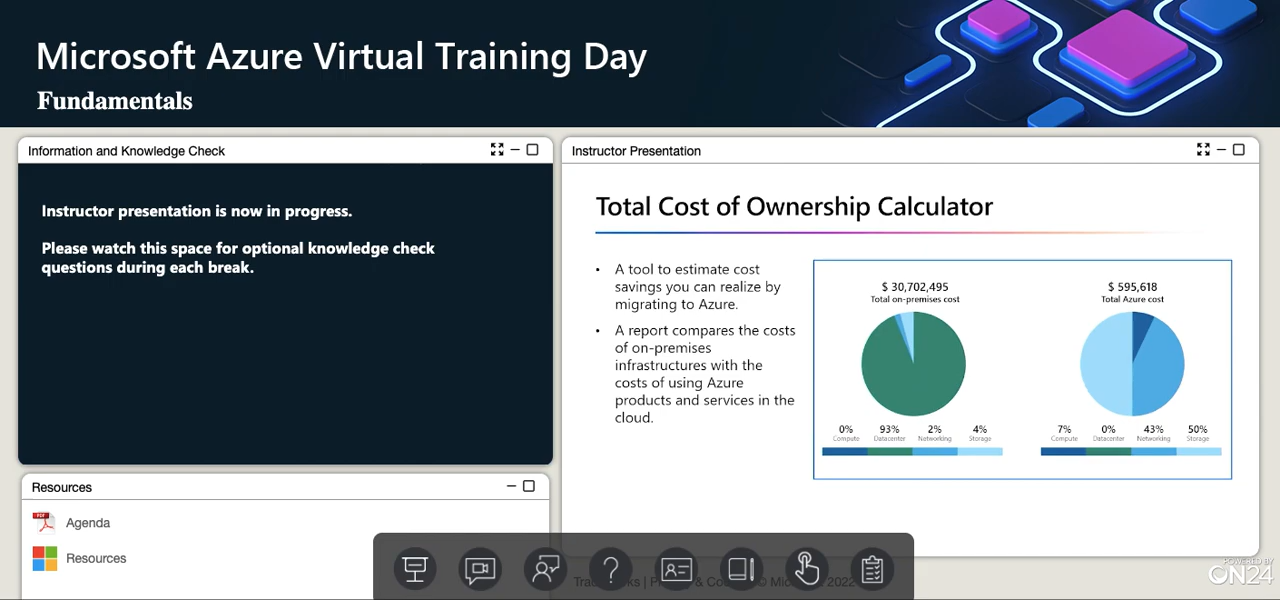 Microsoft Azure Virtual Training Day
Fundamentals
Information and Knowledge Check
Instructor presentation is now in progress.
Please watch this space for optional knowledge check
questions during each break.
Resources
PDF
Agenda
Resources
Instructor Presentation
Total Cost of Ownership Calculator
• A tool to estimate cost
savings you can realize by
migrating to Azure.
• A report compares the costs
of on-premises
infrastructures with the
costs of using Azure
products and services in the
cloud.
$ 30,702,495
Total on-premises cost
0% 93% 2% 4%
Compute Datacenter Networking Storage
$ 595,618
Total Azure cost
7% 0% 43% 50%
Compute Datacenter Networking Storage
© 2022
POWERED BY
ON24